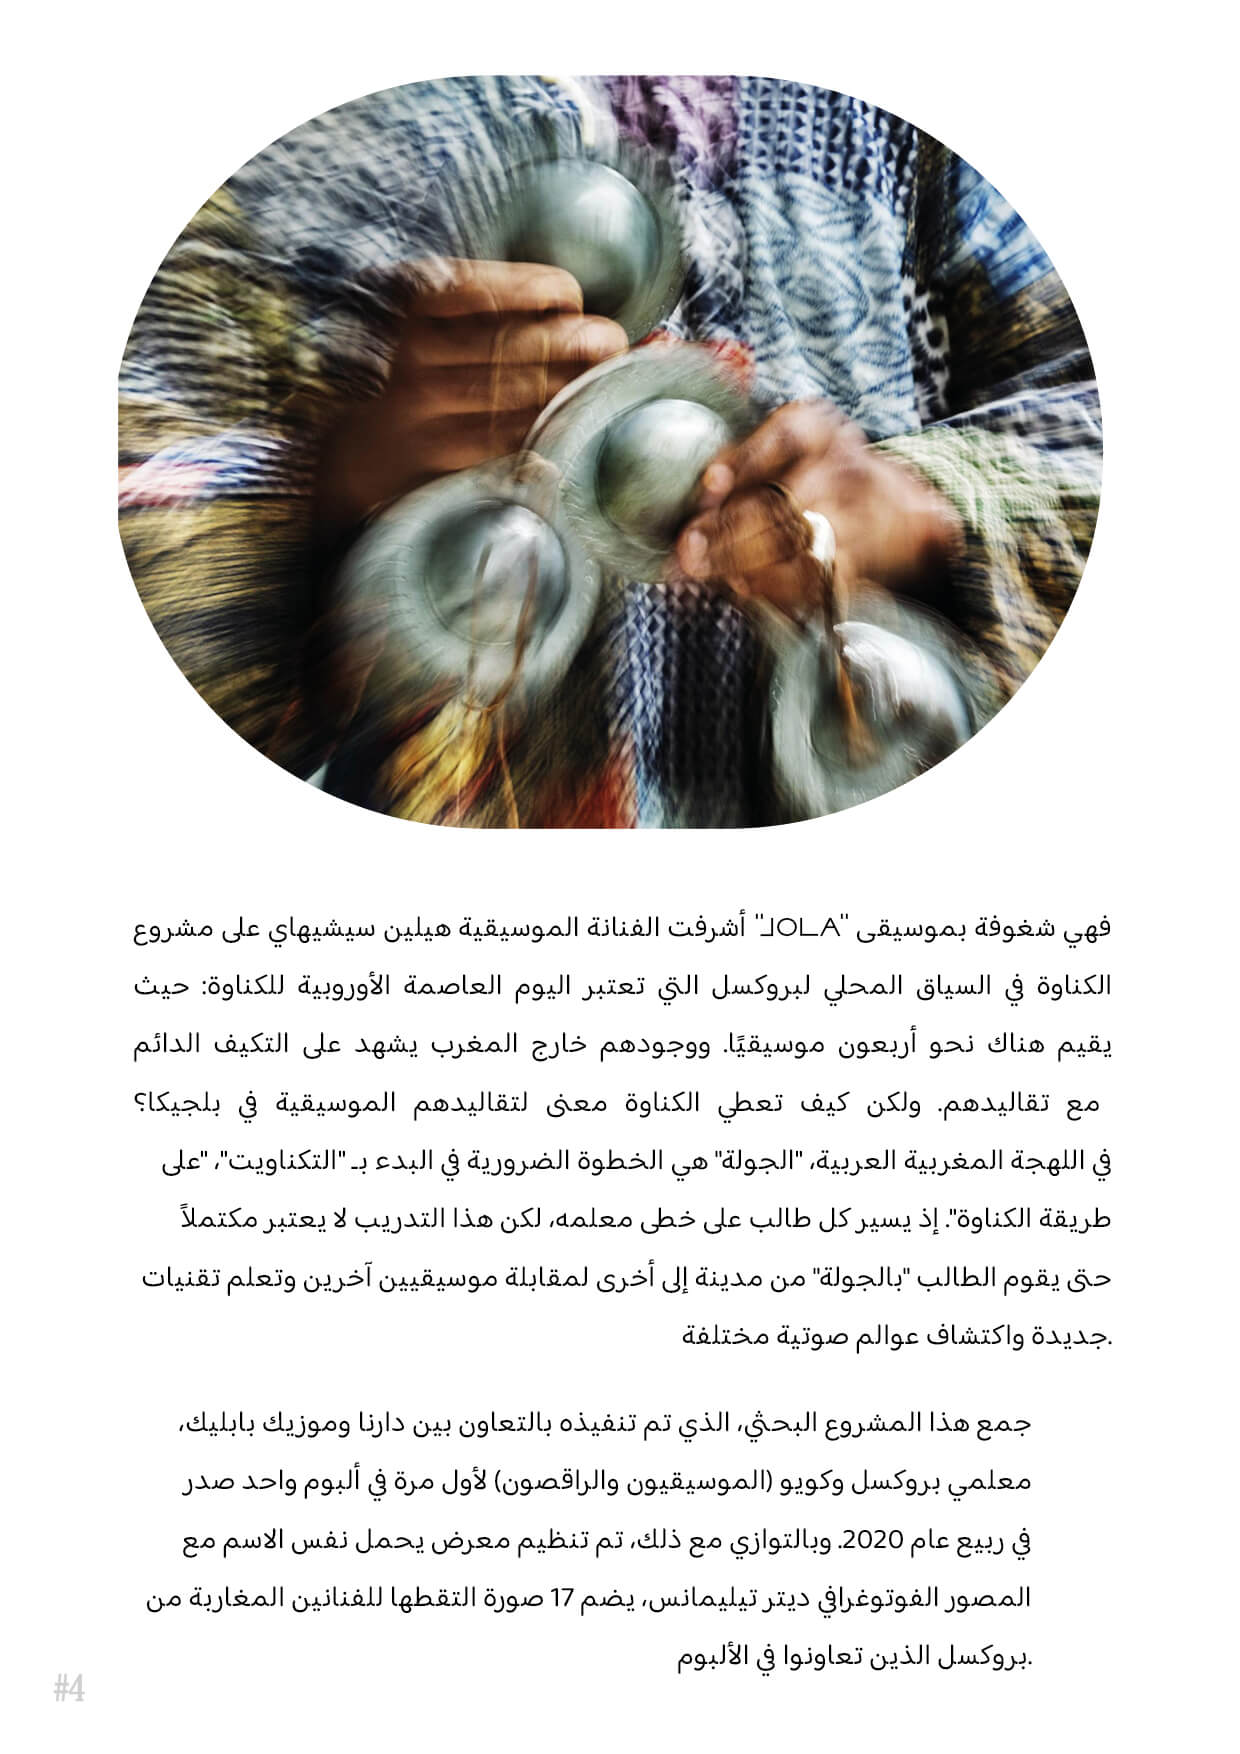 فهي شغوفة بموسيقى "JOLA" أشرفت الفنانة الموسيقية هيلين سيشيهاي على مشروع
الكناوة في السياق المحلي لبروكسل التي تعتبر اليوم العاصمة الأوروبية للكناوة: حيث
يقيم هناك نحو أربعون موسيقيًا. ووجودهم خارج المغرب يشهد على التكيف الدائم
مع تقاليدهم. ولكن كيف تعطي الكناوة معنى لتقاليدهم الموسيقية في بلجيكا؟
في اللهجة المغربية العربية، "الجولة" هي الخطوة الضرورية في البدء بـ "التكناويت"، "على
طريقة الكناوة". إذ يسير كل طالب على خطى معلمه، لكن هذا التدريب لا يعتبر مكتملاً
حتى يقوم الطالب "بالجولة" من مدينة إلى أخرى لمقابلة موسيقيين آخرين وتعلم تقنيات
.جديدة واكتشاف عوالم صوتية مختلفة
جمع هذا المشروع البحثي، الذي تم تنفيذه بالتعاون بين دارنا وموزيك بابليك،
معلمي بروكسل وكويو (الموسيقيون والراقصون) لأول مرة في ألبوم واحد صدر
في ربيع عام 2020. وبالتوازي مع ذلك، تم تنظيم معرض يحمل نفس الاسم مع
المصور الفوتوغرافي ديتر تيليمانس، يضم 17 صورة التقطها للفنانين المغاربة من
.بروكسل الذين تعاونوا في الألبوم
#4